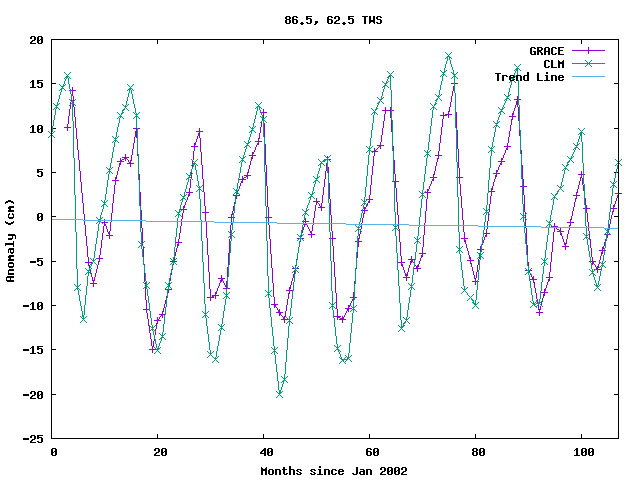 86.5, 62.5 TWS
GRACE
CLM
Trend Line
20
15
10
5
0
-5
-10
-15
-20
-25
Anomaly (cm)
0 20 40 60 80 100
Months since Jan 2002